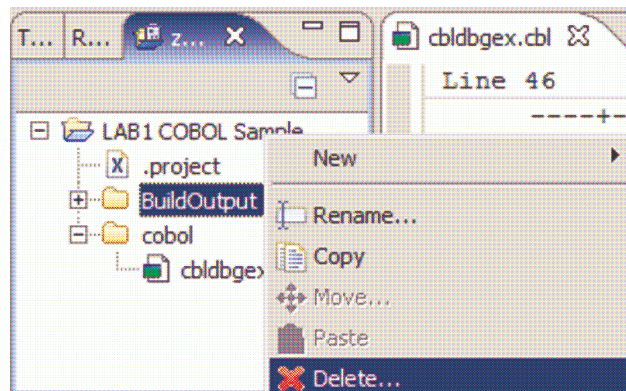 T... R... z...
cbldbgex.cbl
Line 46
----+-
LAB1 COBOL Sample
.project
BuildOutput
cobol
cbldbgex
New
Rename...
Copy
Move...
Paste
Delete...